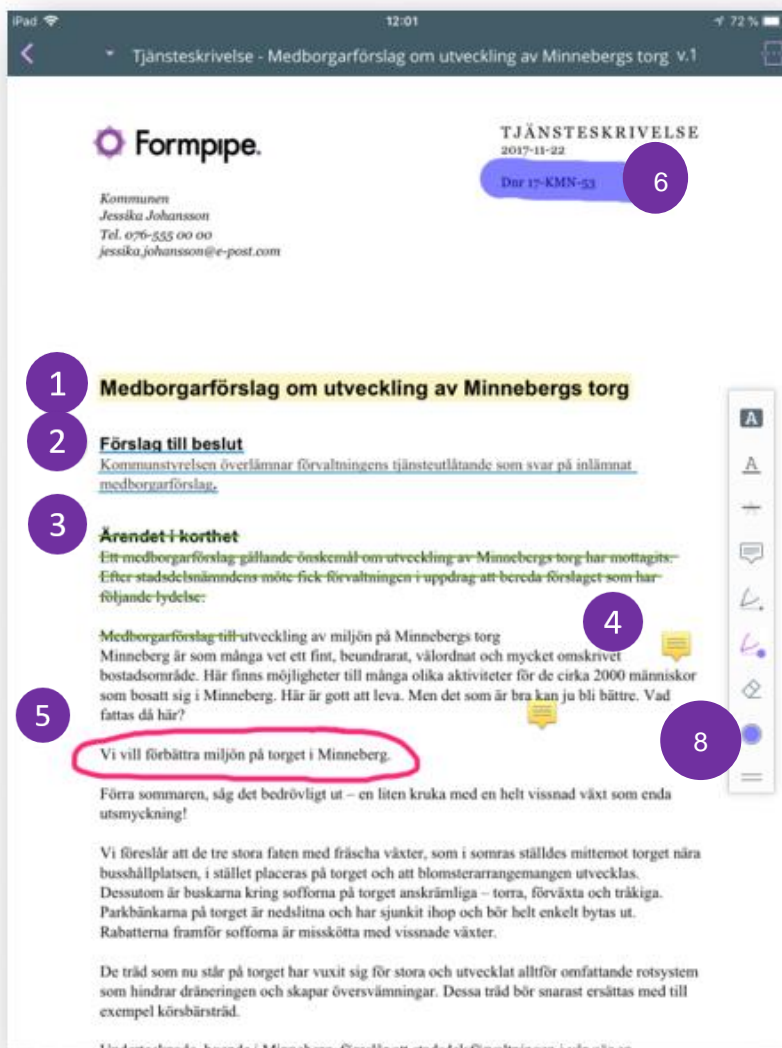 iPad 12:01 72 %
Tjänsteskrivelse - Medborgarförslag om utveckling av Minnebergs torg v.1
Formpipe.
TJÄNSTESKRIVELSE
2017-11-22
Dnr 17-KMN-53
6
Kommunen
Jessika Johansson
Tel. 076-555 00 00
jessika.johansson@e-post.com
1
Medborgarförslag om utveckling av Minnebergs torg
2
Förslag till beslut
Kommunstyrelsen överlämnar förvaltningens tjänsteutlåtande som svar på inlämnat
medborgarförslag.
3
Ärendet i korthet
Ett medborgarförslag gällande önskemål om utveckling av Minnebergs torg har mottagits.
Efter stadsdelsnämndens möte fick förvaltningen i uppdrag att bereda förslaget som har
följande lydelse:
4
Medborgarförslag till utveckling av miljön på Minnebergs torg
Minneberg är som många vet ett fint, beundrarat, välordnat och mycket omskrivet
bostadsområde. Här finns möjligheter till många olika aktiviteter för de cirka 2000 människor
som bosatt sig i Minneberg. Här är gott att leva. Men det som är bra kan ju bli bättre. Vad
fattas då här?
5
Vi vill förbättra miljön på torget i Minneberg.
8
Förra sommaren, såg det bedrövligt ut – en liten kruka med en helt vissnad växt som enda
utsmyckning!
Vi föreslår att de tre stora faten med fräscha växter, som i somras ställdes mittemot torget nära
busshållplatsen, i stället placeras på torget och att blomsterarrangemangen utvecklas.
Dessutom är buskarna kring sofforna på torget anskrämliga – torra, förväxta och tråkiga.
Parkbänkarna på torget är nedslitna och har sjunkit ihop och bör helt enkelt bytas ut.
Rabatterna framför sofforna är misskötta med vissnade växter.
De träd som nu står på torget har vuxit sig för stora och utvecklat alltför omfattande rotsystem
som hindrar dräneringen och skapar översvämningar. Dessa träd bör snarast ersättas med till
exempel körsbärsträd.
A
A